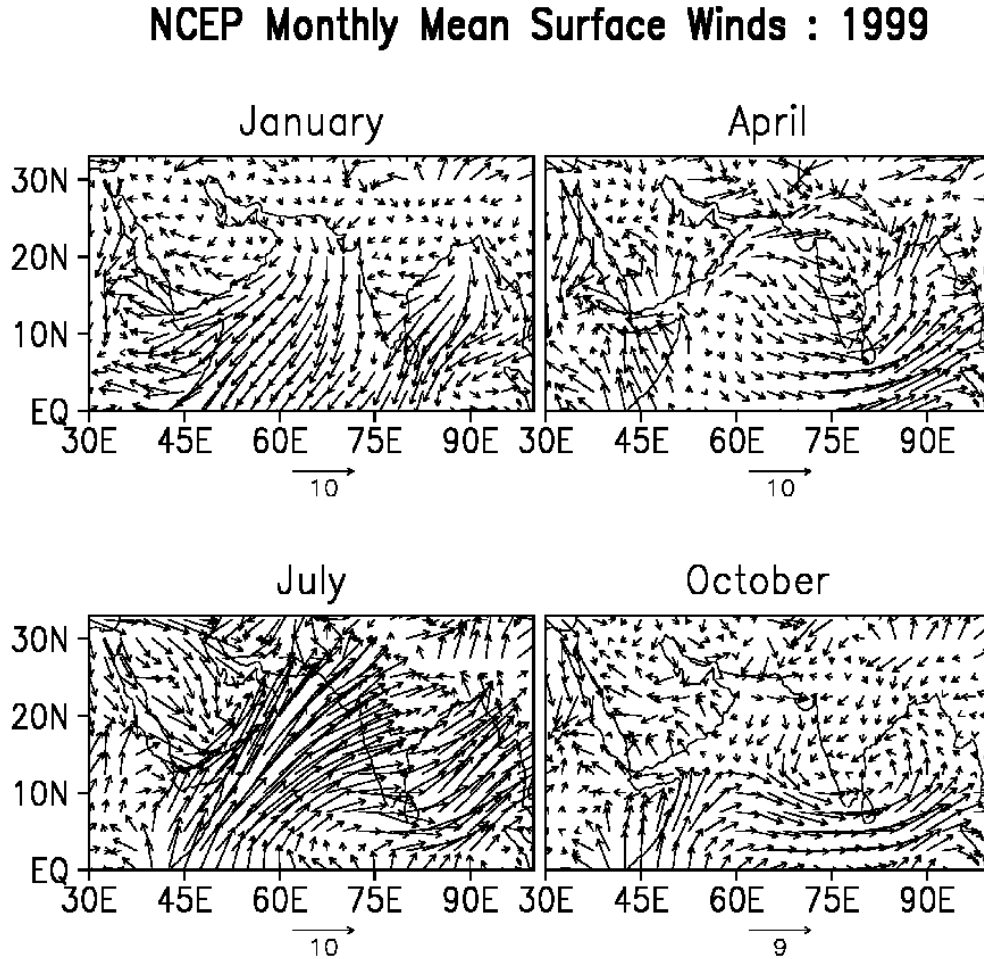 NCEP Monthly Mean Surface Winds : 1999
January
April
30N
20N
10N
EQ
30E 45E 60E 75E 90E 30E 45E 60E 75E 90E
10
10
July
October
30N
20N
10N
EQ
30E 45E 60E 75E 90E 30E 45E 60E 75E 90E
10
9